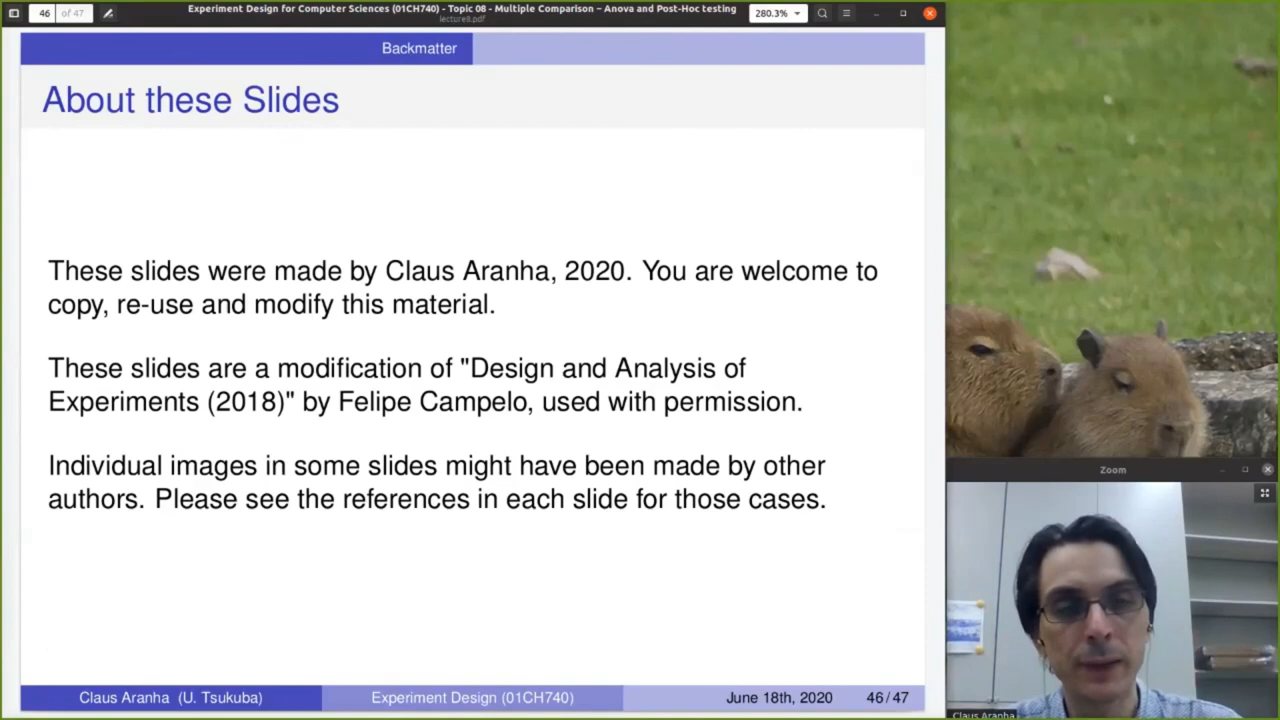 46 of 47
Experiment Design for Computer Sciences (01CH740) - Topic 08 - Multiple Comparison – Anova and Post-Hoc testing
lecture8.pdf
280.3%
Backmatter
About these Slides
These slides were made by Claus Aranha, 2020. You are welcome to
copy, re-use and modify this material.
These slides are a modification of "Design and Analysis of
Experiments (2018)" by Felipe Campelo, used with permission.
Individual images in some slides might have been made by other
authors. Please see the references in each slide for those cases.
Claus Aranha (U. Tsukuba)
Experiment Design (01CH740)
June 18th, 2020
46 / 47
Zoom
Claus Aranha